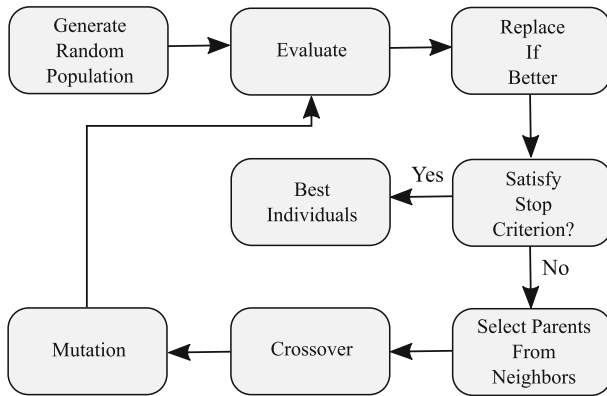 Generate
Random
Population
Evaluate
Replace
If
Better
Yes
Best
Individuals
Satisfy
Stop
Criterion?
No
Mutation
Crossover
Select Parents
From
Neighbors